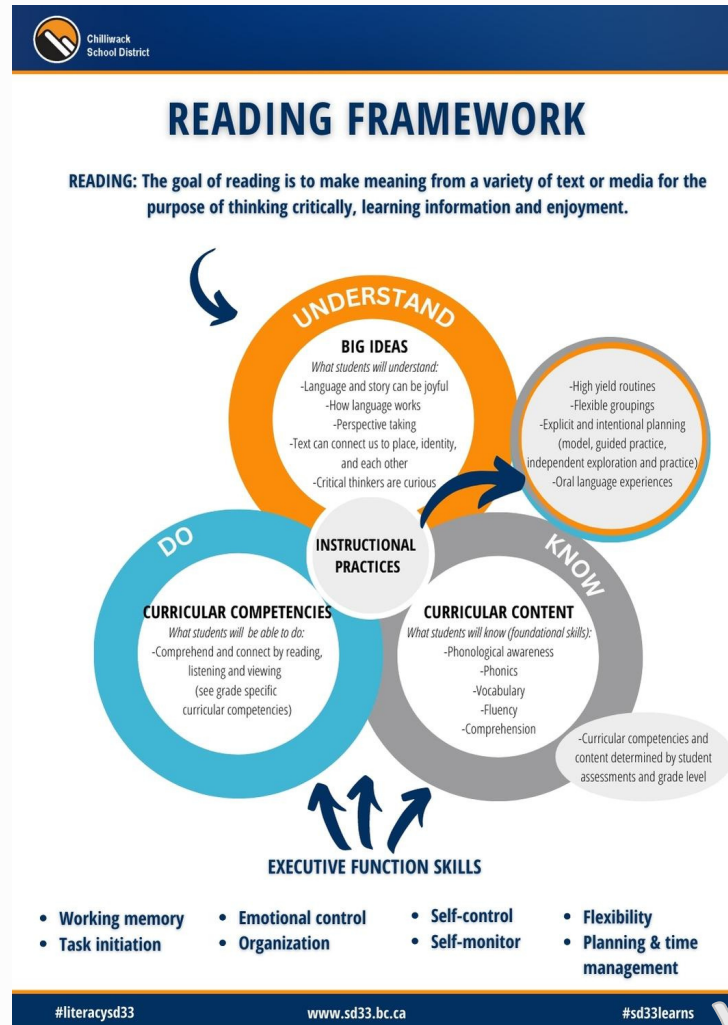 Chilliwack
School District
READING FRAMEWORK
READING: The goal of reading is to make meaning from a variety of text or media for the
purpose of thinking critically, learning information and enjoyment.
UNDERSTAND
BIG IDEAS
What students will understand:
-Language and story can be joyful
-How language works
-Perspective taking
-Text can connect us to place, identity,
and each other
-Critical thinkers are curious
-High yield routines
-Flexible groupings
-Explicit and intentional planning
(model, guided practice,
independent exploration and practice)
-Oral language experiences
INSTRUCTIONAL
PRACTICES
DO
CURRICULAR COMPETENCIES
What students will be able to do:
-Comprehend and connect by reading,
listening and viewing
(see grade specific
curricular competencies)
KNOW
CURRICULAR CONTENT
What students will know (foundational skills):
-Phonological awareness
-Phonics
-Vocabulary
-Fluency
-Comprehension
-Curricular competencies and
content determined by student
assessments and grade level
EXECUTIVE FUNCTION SKILLS
• Working memory
• Task initiation
• Emotional control
• Organization
• Self-control
• Self-monitor
• Flexibility
• Planning & time
management
#literacysd33
www.sd33.bc.ca
#sd33learns